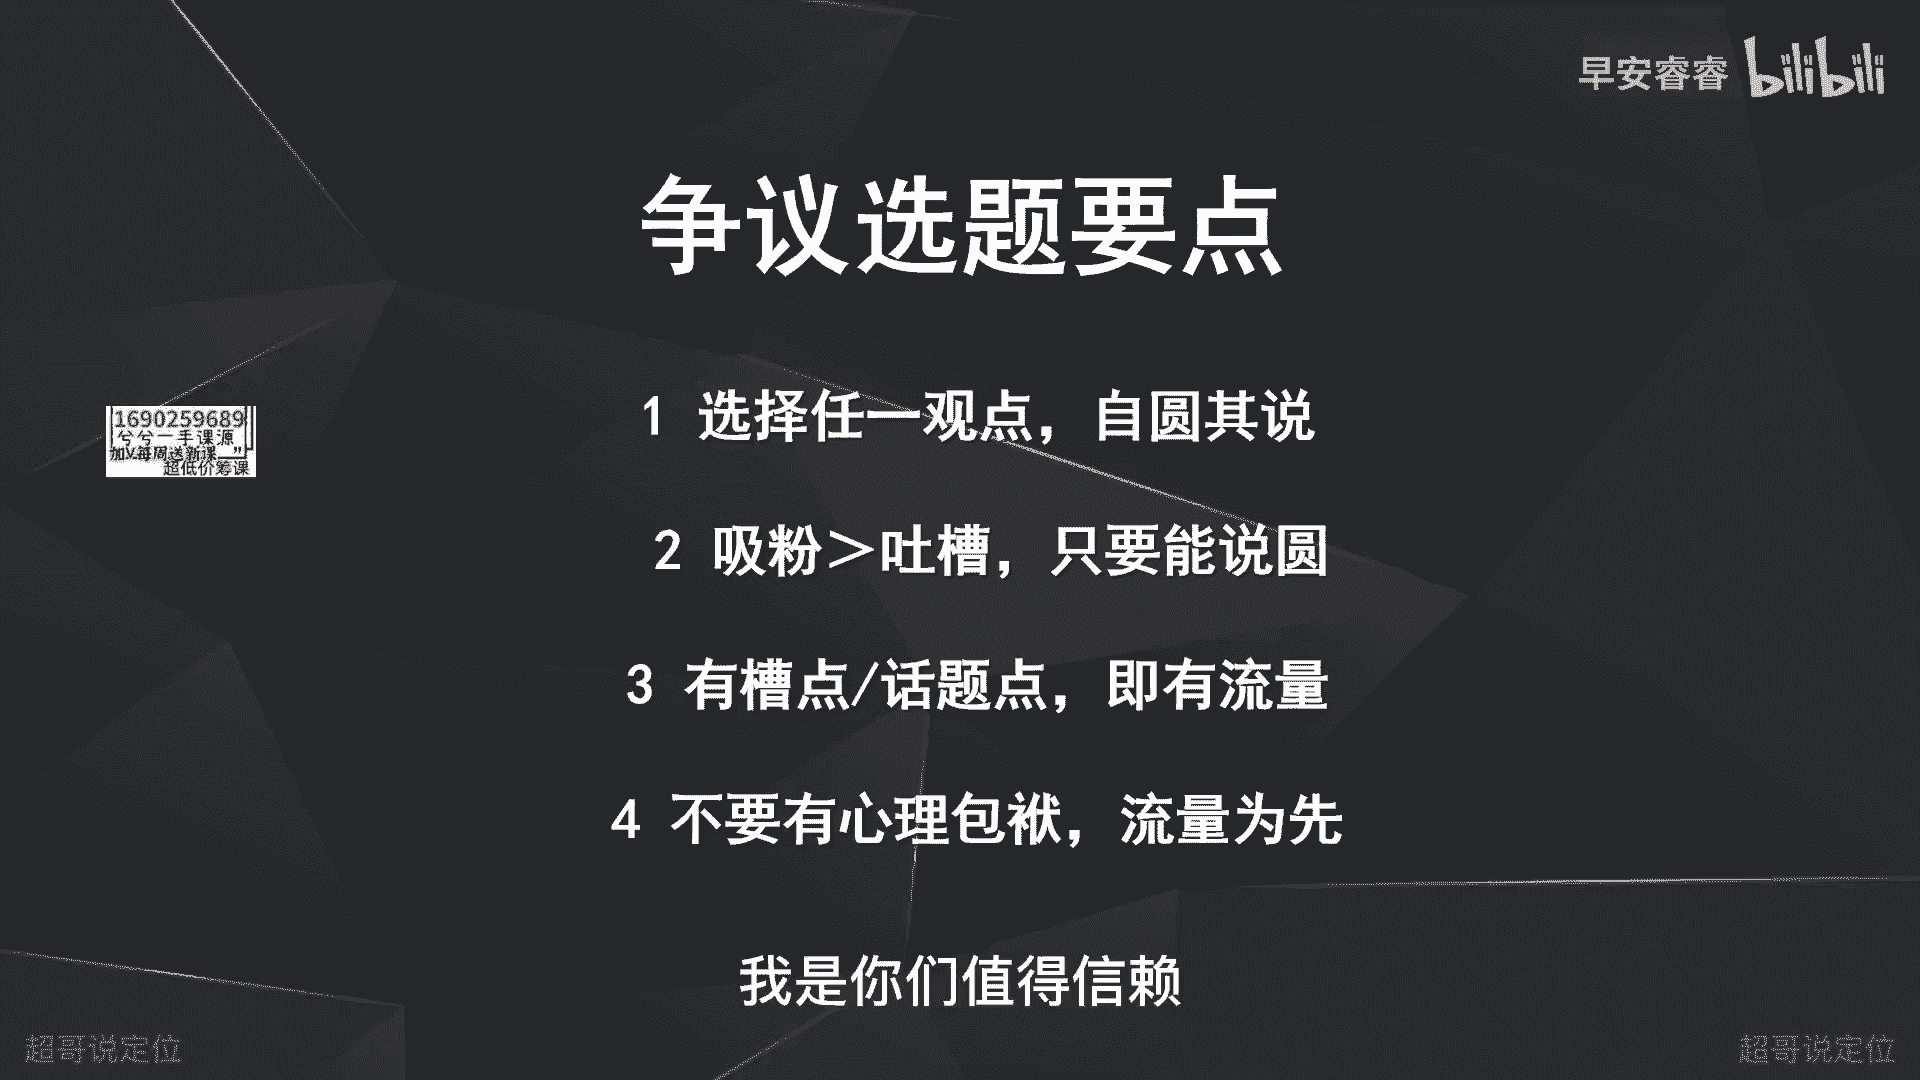 早安睿睿 bilibili
争议选题要点
1 选择任一观点，自圆其说
1690259689
兮兮一手课源
加V每周送新课
超低价筹课
2 吸粉＞吐槽，只要能说圆
3 有槽点/话题点，即有流量
4 不要有心理包袱，流量为先
我是你们值得信赖
超哥说定位
超哥说定位